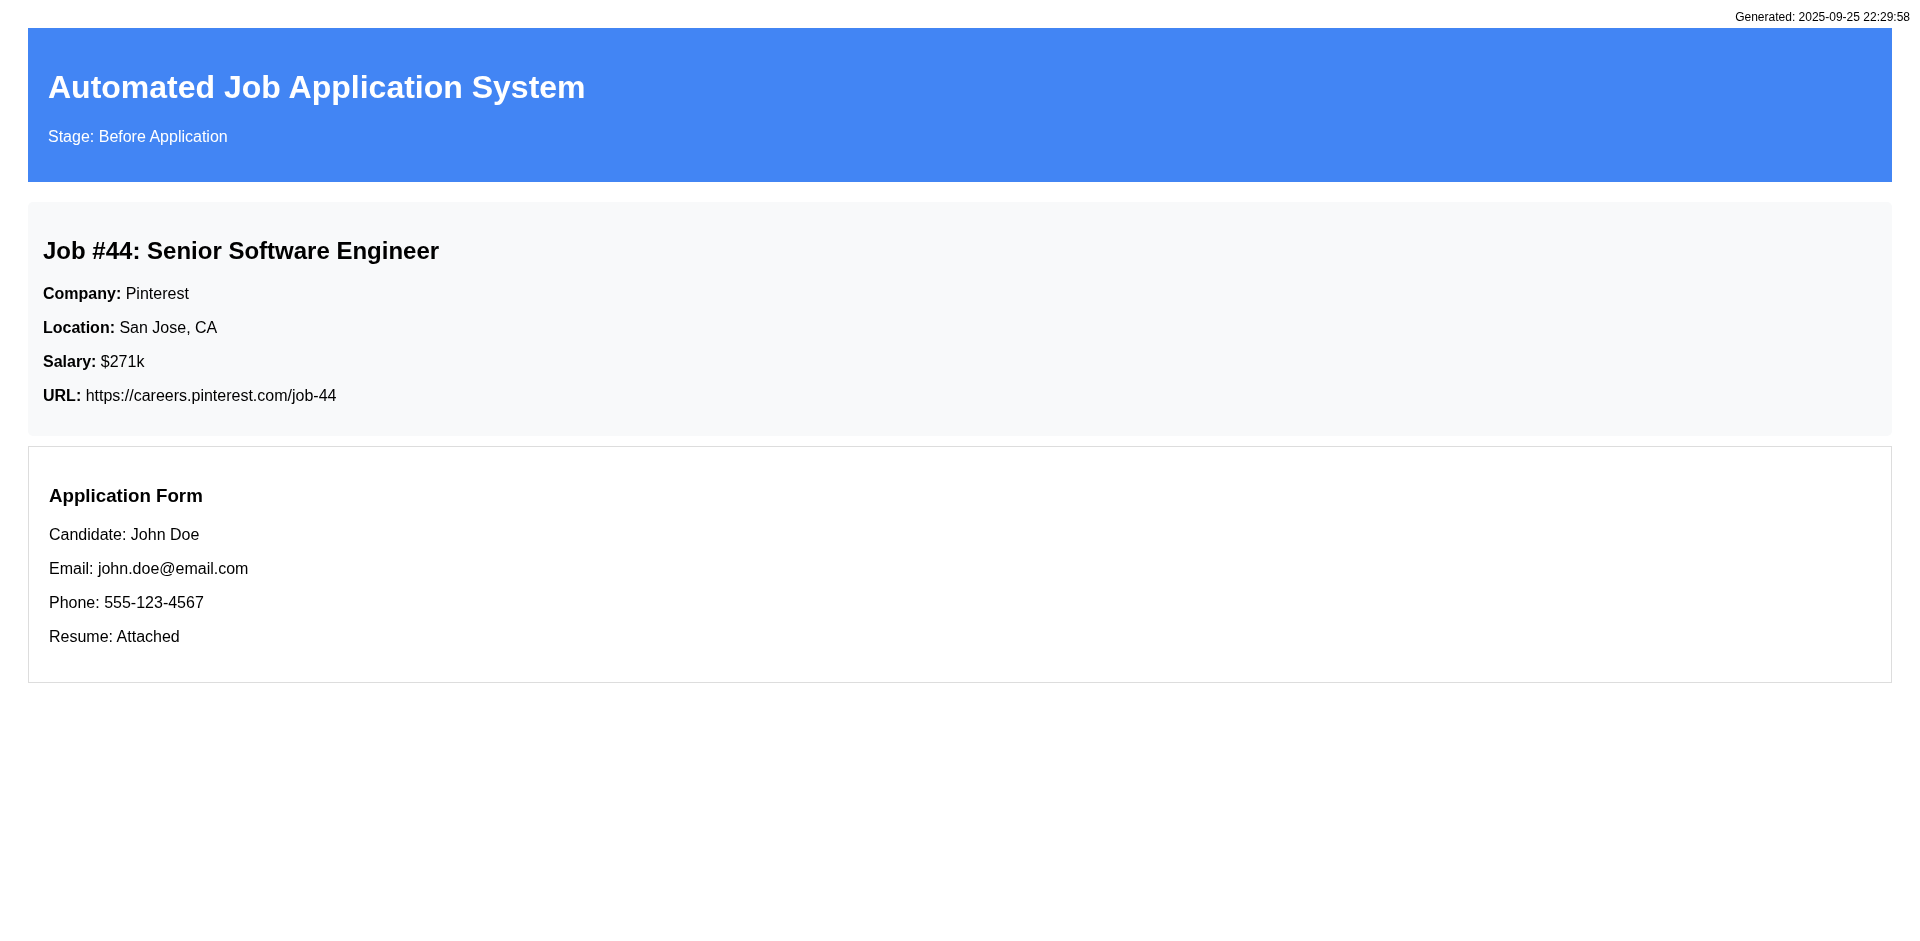 Generated: 2025-09-25 22:29:58
Automated Job Application System
Stage: Before Application
Job #44: Senior Software Engineer
Company: Pinterest
Location: San Jose, CA
Salary: $271k
URL: https://careers.pinterest.com/job-44
Application Form
Candidate: John Doe
Email: john.doe@email.com
Phone: 555-123-4567
Resume: Attached